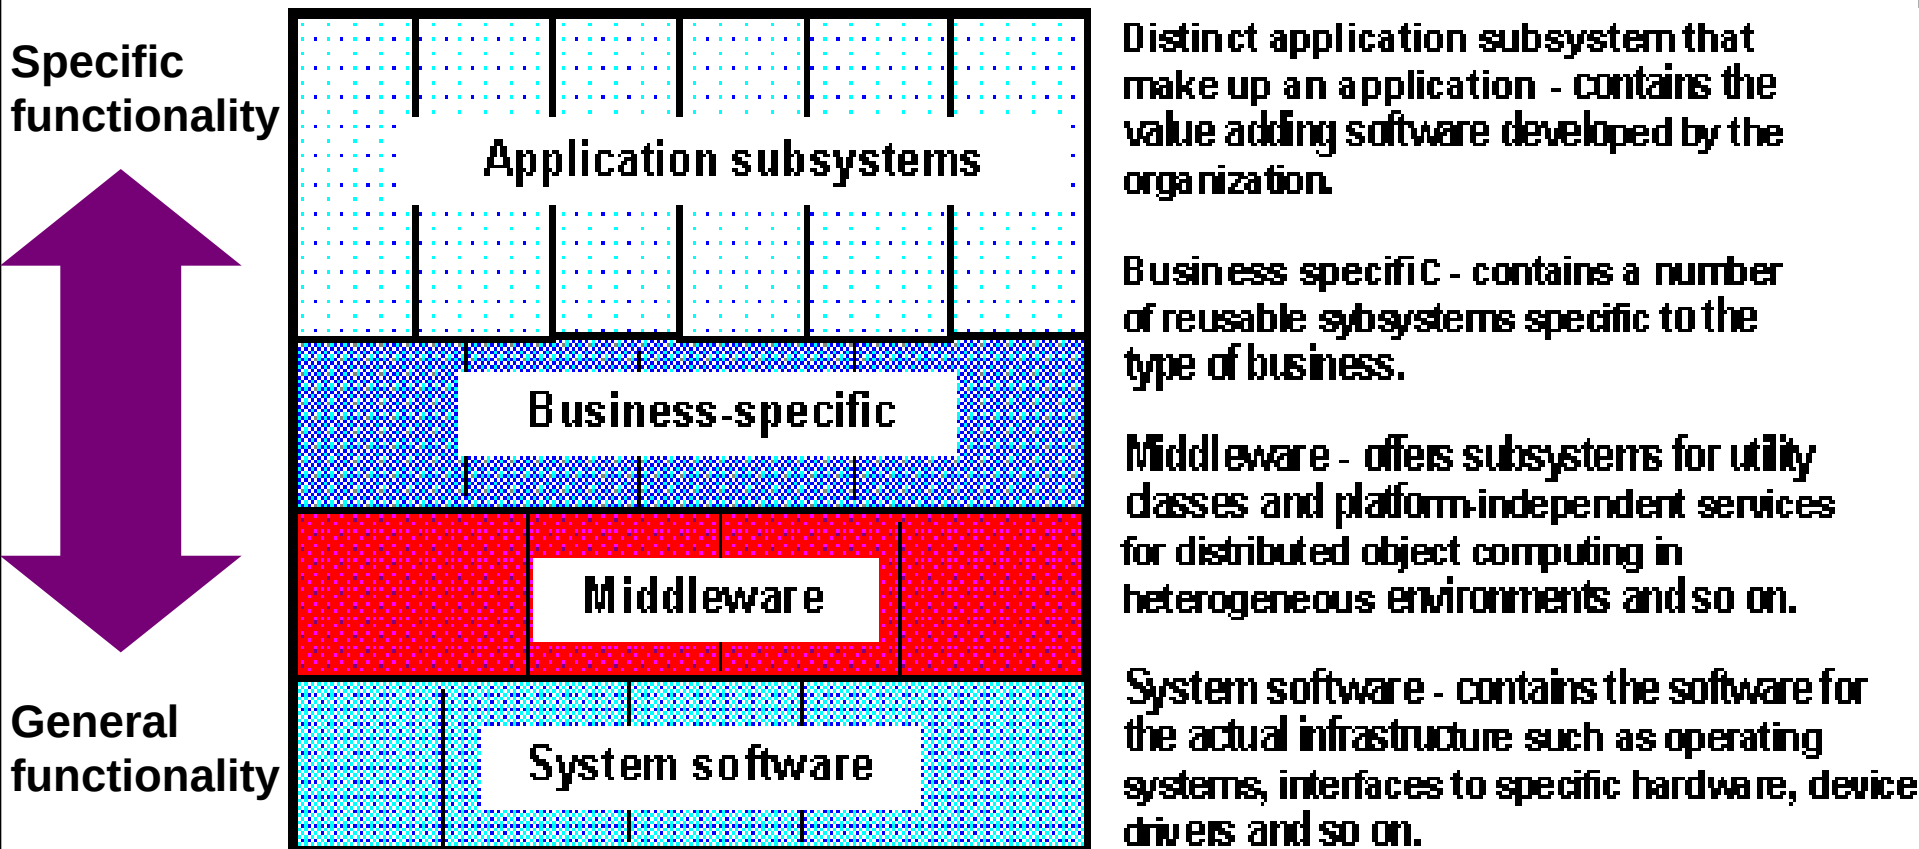 Specific
functionality
General
functionality
Application subsystems
Business-specific
Middleware
System software
Distinct application subsystem that
make up an application - contains the
value adding software developed by the
organization.
Business specific - contains a number
of reusable sybsystems specific to the
type of business.
Middleware - offers subsystems for utility
classes and platform-independent services
for distributed object computing in
heterogeneous environments and so on.
System software - contains the software for
the actual infrastructure such as operating
systems, interfaces to specific hardware, device
drivers and so on.